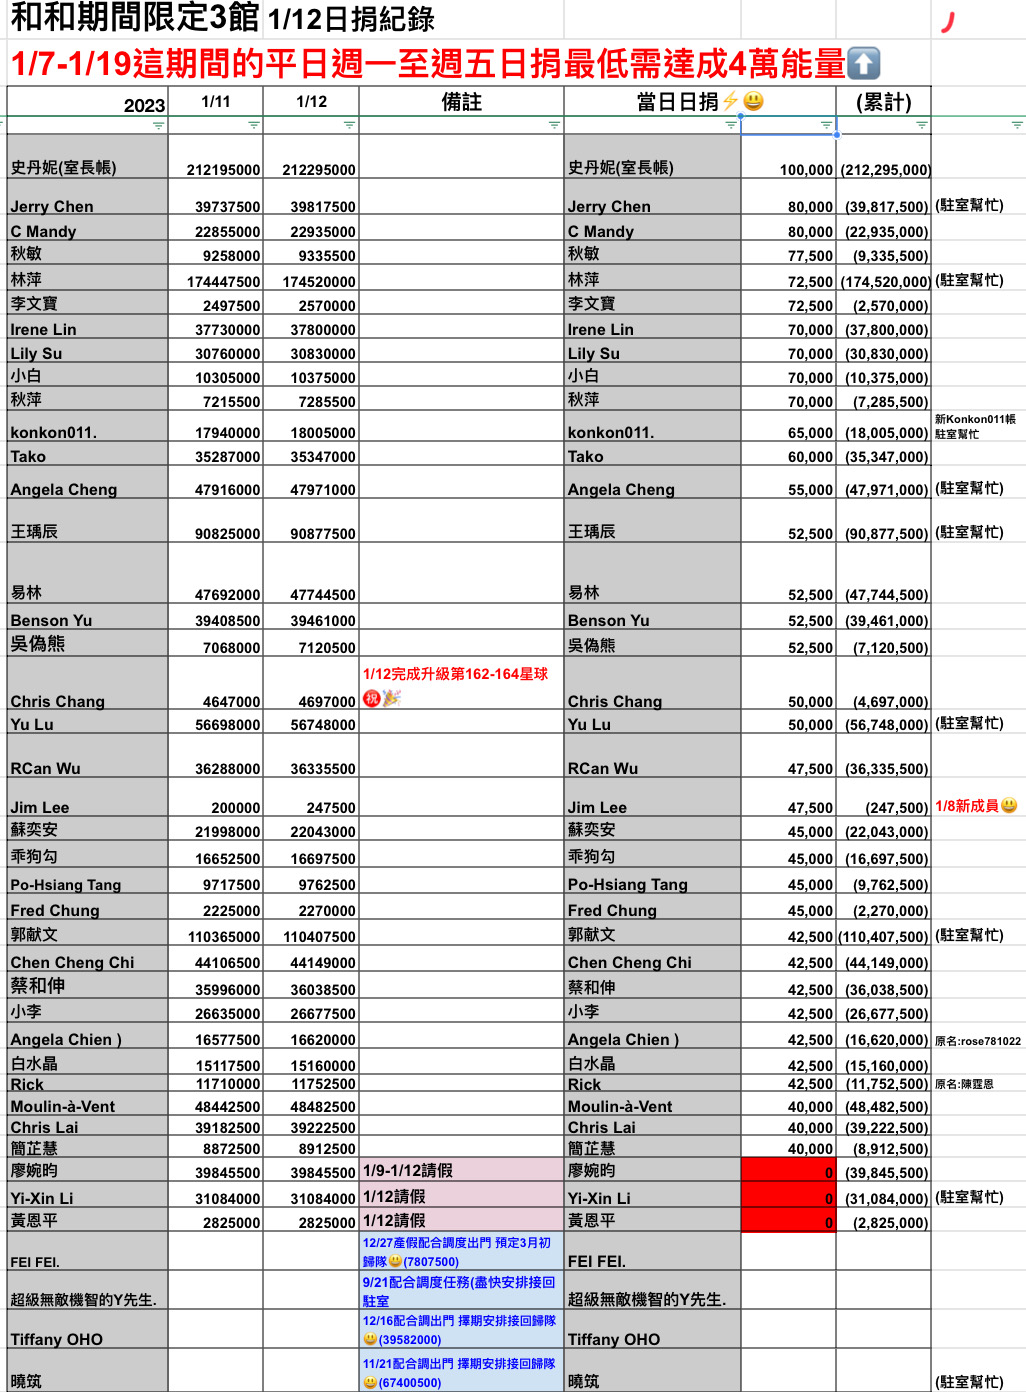 和和期間限定3館 1/12日捐紀錄
1/7-1/19這期間的平日週一至週五日捐最低需達成4萬能量⬆️
2023 1/11 1/12 備註 當日日捐⚡😃 (累計)
史丹妮(室長帳) 212195000 212295000 史丹妮(室長帳) 100,000 (212,295,000)
Jerry Chen 39737500 39817500 Jerry Chen 80,000 (39,817,500) (駐室幫忙)
C Mandy 22855000 22935000 C Mandy 80,000 (22,935,000)
秋敏 9258000 9335500 秋敏 77,500 (9,335,500)
林萍 174447500 174520000 林萍 72,500 (174,520,000) (駐室幫忙)
李文寶 2497500 2570000 李文寶 72,500 (2,570,000)
Irene Lin 37730000 37800000 Irene Lin 70,000 (37,800,000)
Lily Su 30760000 30830000 Lily Su 70,000 (30,830,000)
小白 10305000 10375000 小白 70,000 (10,375,000)
秋萍 7215500 7285500 秋萍 70,000 (7,285,500)
新Konkon011帳
konkon011. 17940000 18005000 konkon011. 65,000 (18,005,000) 駐室幫忙
Tako 35287000 35347000 Tako 60,000 (35,347,000)
Angela Cheng 47916000 47971000 Angela Cheng 55,000 (47,971,000) (駐室幫忙)
王瑀辰 90825000 90877500 王瑀辰 52,500 (90,877,500) (駐室幫忙)
易林 47692000 47744500 易林 52,500 (47,744,500)
Benson Yu 39408500 39461000 Benson Yu 52,500 (39,461,000)
吳偽熊 7068000 7120500 吳偽熊 52,500 (7,120,500)
1/12完成升級第162-164星球
Chris Chang 4647000 4697000 ㊗️🎉 Chris Chang 50,000 (4,697,000)
Yu Lu 56698000 56748000 Yu Lu 50,000 (56,748,000) (駐室幫忙)
RCan Wu 36288000 36335500 RCan Wu 47,500 (36,335,500)
Jim Lee 200000 247500 Jim Lee 47,500 (247,500) 1/8新成員😃
蘇奕安 21998000 22043000 蘇奕安 45,000 (22,043,000)
乖狗勾 16652500 16697500 乖狗勾 45,000 (16,697,500)
Po-Hsiang Tang 9717500 9762500 Po-Hsiang Tang 45,000 (9,762,500)
Fred Chung 2225000 2270000 Fred Chung 45,000 (2,270,000)
郭献文 110365000 110407500 郭献文 42,500 (110,407,500) (駐室幫忙)
Chen Cheng Chi 44106500 44149000 Chen Cheng Chi 42,500 (44,149,000)
蔡和伸 35996000 36038500 蔡和伸 42,500 (36,038,500)
小李 26635000 26677500 小李 42,500 (26,677,500)
Angela Chien ) 16577500 16620000 Angela Chien ) 42,500 (16,620,000) 原名:rose781022
白水晶 15117500 15160000 白水晶 42,500 (15,160,000)
Rick 11710000 11752500 Rick 42,500 (11,752,500) 原名:陳霆恩
Moulin-à-Vent 48442500 48482500 Moulin-à-Vent 40,000 (48,482,500)
Chris Lai 39182500 39222500 Chris Lai 40,000 (39,222,500)
簡芷慧 8872500 8912500 簡芷慧 40,000 (8,912,500)
廖婉昀 39845500 39845500 1/9-1/12請假 廖婉昀 0 (39,845,500)
Yi-Xin Li 31084000 31084000 1/12請假 Yi-Xin Li 0 (31,084,000) (駐室幫忙)
黃恩平 2825000 2825000 1/12請假 黃恩平 0 (2,825,000)
12/27產假配合調度出門 預定3月初
FEI FEI. 歸隊😃(7807500) FEI FEI.
9/21配合調度任務(盡快安排接回
超級無敵機智的Y先生. 駐室 超級無敵機智的Y先生.
12/16配合調出門 擇期安排接回歸隊
Tiffany OHO 😃(39582000) Tiffany OHO
11/21配合調出門 擇期安排接回歸隊
曉筑 😃(67400500) 曉筑 (駐室幫忙)